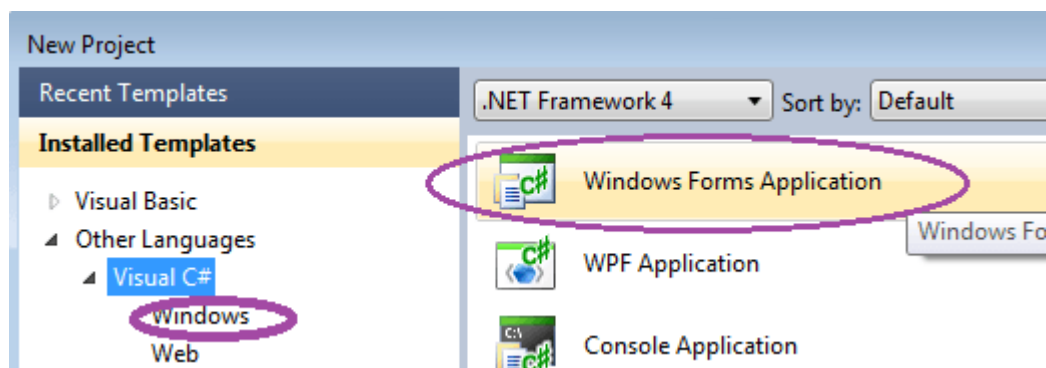 New Project
Recent Templates
Installed Templates
Visual Basic
Other Languages
Visual C#
Windows
Web
.NET Framework 4
Sort by: Default
C#
Windows Forms Application
Windows Fo
C#
WPF Application
C:\
C#
Console Application